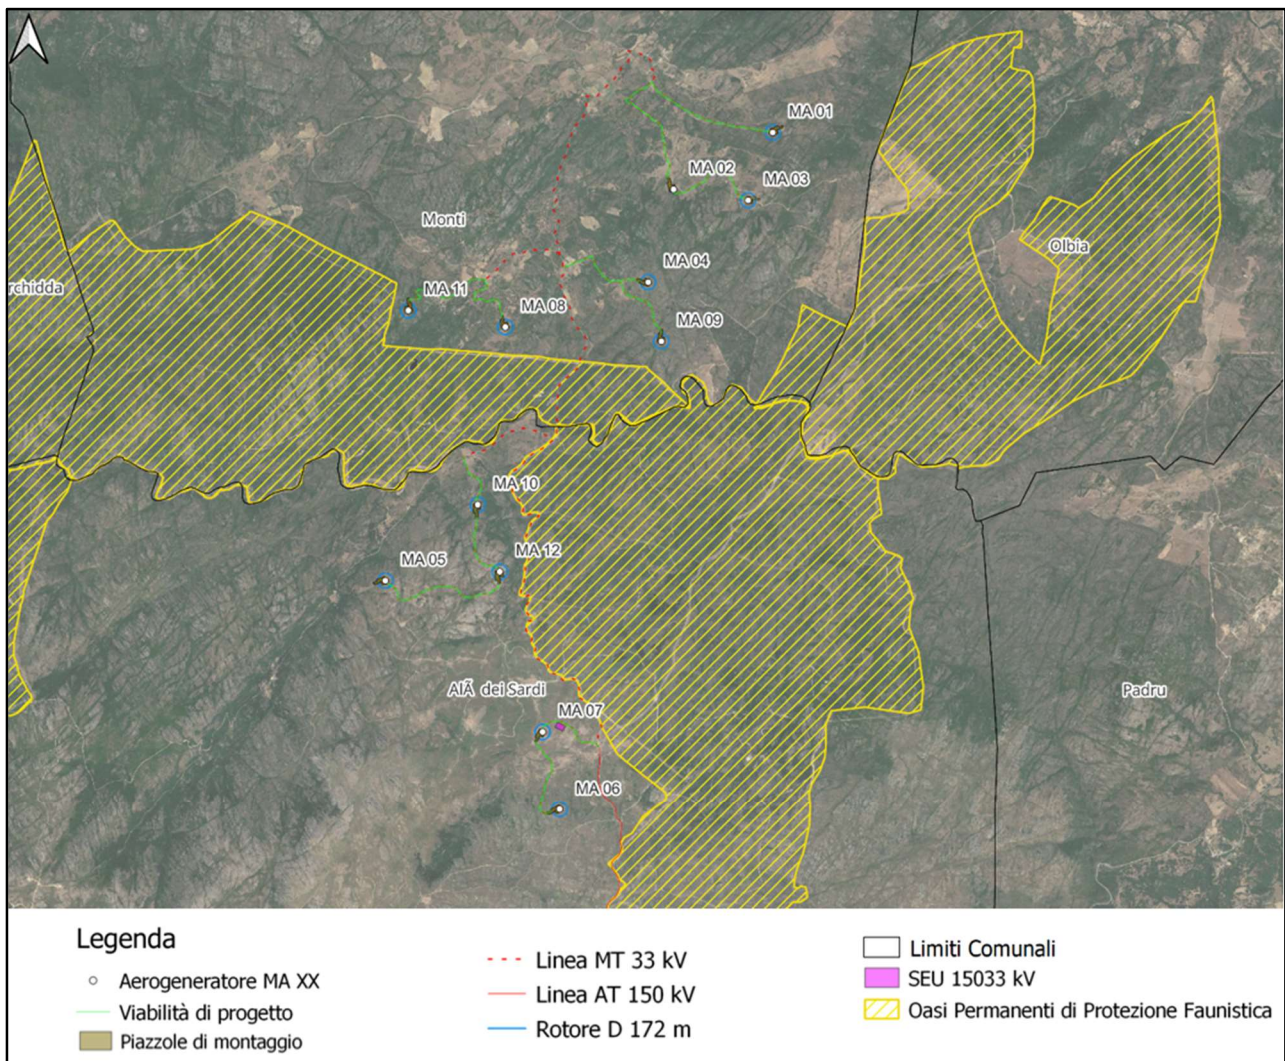 MA 01
MA 02
MA 03
Monti
Olbia
MA 04
rchidda
MA 11
MA 08
MA 09
MA 10
MA 12
MA 05
AlÃ  dei Sardi
Padru
MA 07
MA 06
Legenda
Aerogeneratore MA XX
Viabilità di progetto
Piazzole di montaggio
Linea MT 33 kV
Linea AT 150 kV
Rotore D 172 m
Limiti Comunali
SEU 15033 kV
Oasi Permanenti di Protezione Faunistica